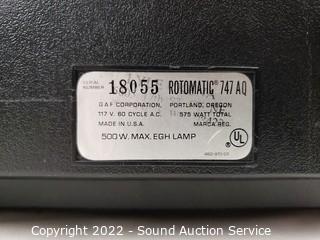 SERIAL
NUMBER 18055 ROTOMATIC® 747 AQ
GAF CORPORATION, PORTLAND, OREGON
117 V. 60 CYCLE A.C. 575 WATT TOTAL
MADE IN U.S.A. MARCA REG.
500 W. MAX. EGH LAMP
UL ®
Copyright - 2022 - Sound Auction Service